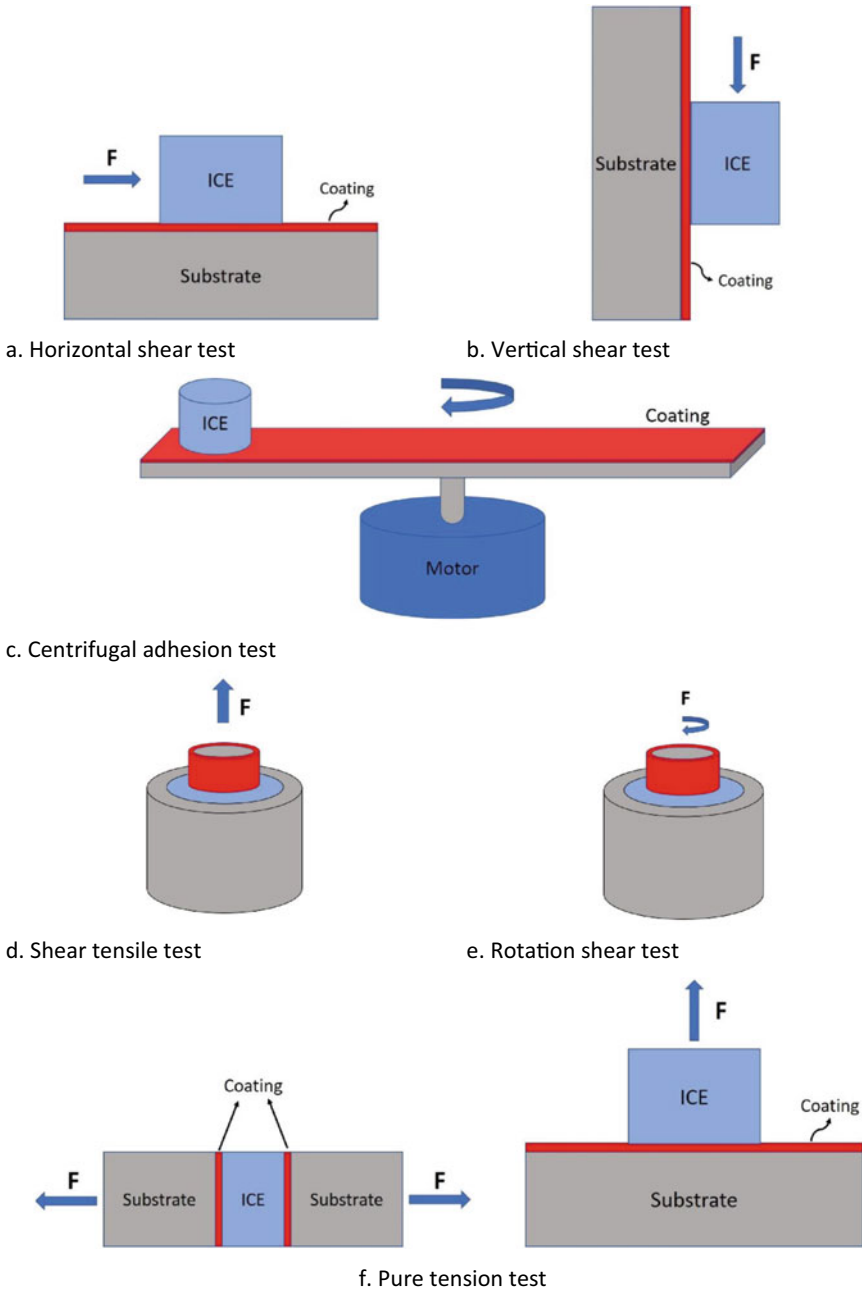 F
ICE
Coating
Substrate
a. Horizontal shear test
F
Substrate
ICE
Coating
b. Vertical shear test
ICE
Coating
Motor
c. Centrifugal adhesion test
F
d. Shear tensile test
F
e. Rotation shear test
Coating
F
Substrate
ICE
Substrate
F
F
ICE
Coating
Substrate
f. Pure tension test